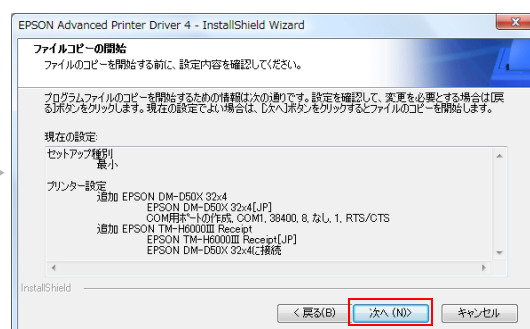 EPSON Advanced Printer Driver 4 - InstallShield Wizard
ファイルコピーの開始
ファイルのコピーを開始する前に、設定内容を確認してください。
プログラムファイルのコピーを開始するための情報は次の通りです。設定を確認して、変更を必要とする場合は[戻
る]ボタンをクリックします。現在の設定でよい場合は、[次へ]ボタンをクリックするとファイルのコピーを開始します。
現在の設定:
セットアップ種別
最小
プリンター設定
追加 EPSON DM-D50X 32x4
EPSON DM-D50X 32x4[JP]
COM用ポートの作成, COM1, 38400, 8, なし, 1, RTS/CTS
追加 EPSON TM-H6000III Receipt
EPSON TM-H6000III Receipt[JP]
EPSON DM-D50X 32x4に接続
InstallShield
< 戻る(B)
次へ (N)>
キャンセル